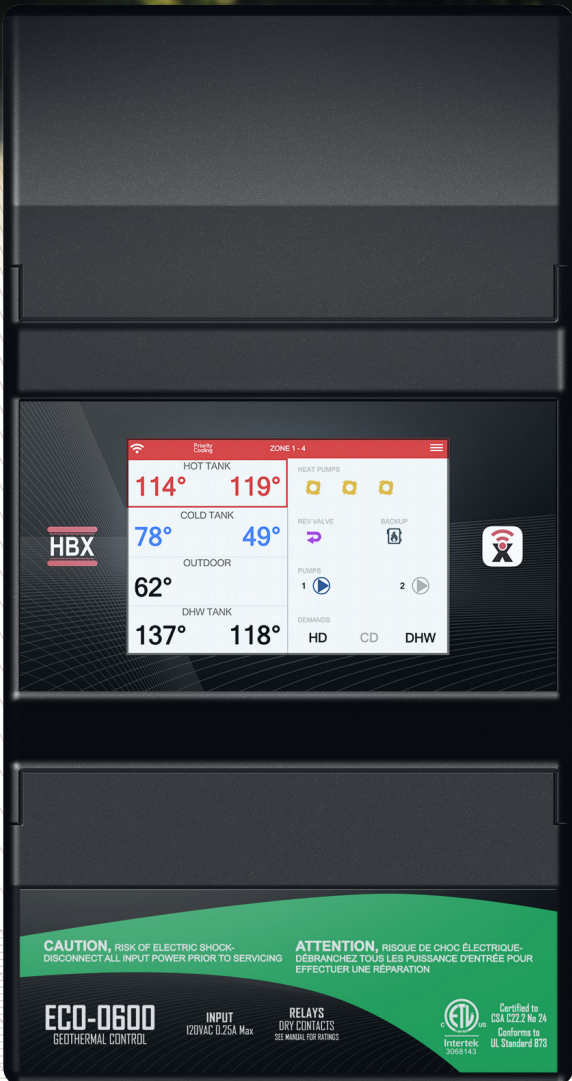 Priority
Cooling
ZONE 1 - 4
HOT TANK
114° 119°
COLD TANK
78° 49°
OUTDOOR
62°
DHW TANK
137° 118°
HEAT PUMPS
REV VALVE BACKUP
PUMPS
1 2
DEMANDS
HD CD DHW
HBX
X
CAUTION, RISK OF ELECTRIC SHOCK-
DISCONNECT ALL INPUT POWER PRIOR TO SERVICING
ATTENTION, RISQUE DE CHOC ÉLECTRIQUE-
DÉBRANCHEZ TOUS LES PUISSANCE D'ENTRÉE POUR
EFFECTUER UNE RÉPARATION
ECO-0600
GEOTHERMAL CONTROL
INPUT
120VAC 0.25A Max
RELAYS
DRY CONTACTS
SEE MANUAL FOR RATINGS
C ETL US
Intertek
3068143
Certified to
CSA C22.2 No 24
Conforms to
UL Standard 873